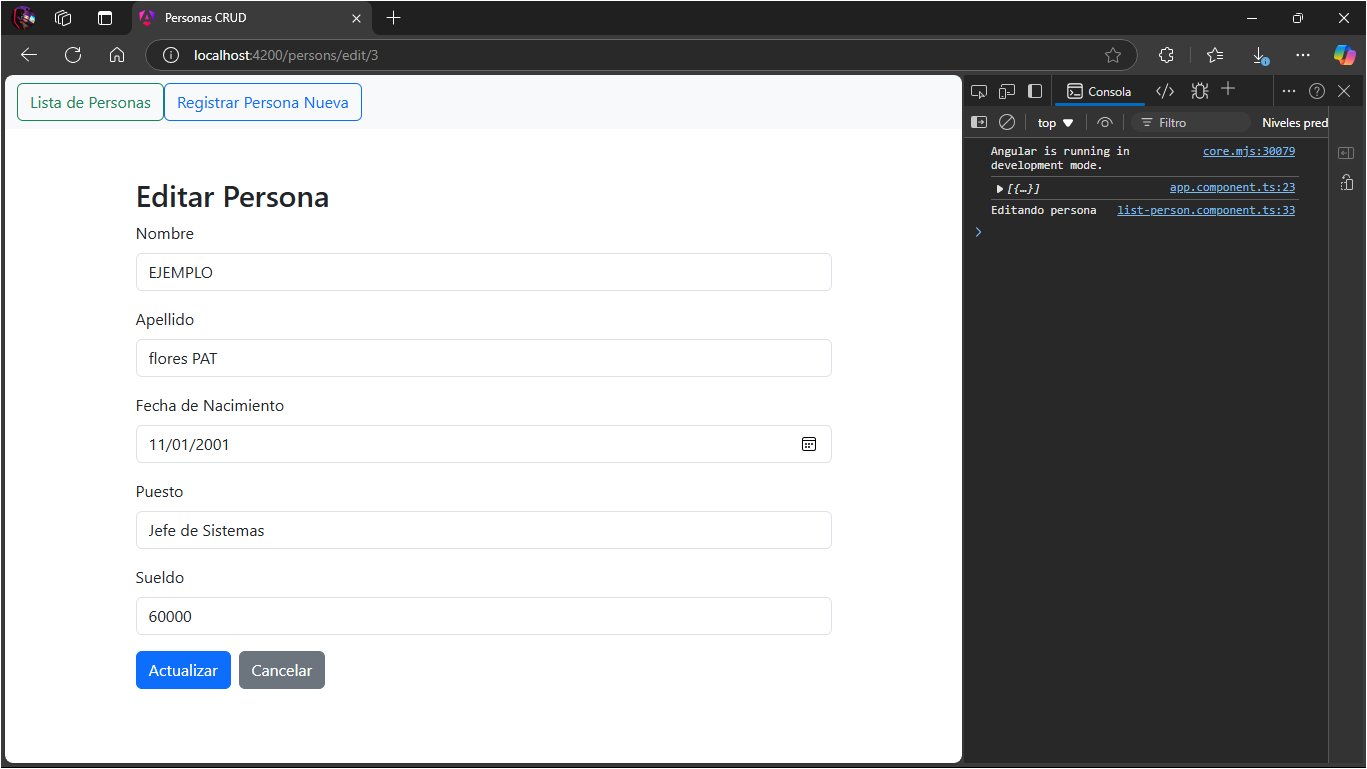 Personas CRUD
localhost:4200/persons/edit/3
Lista de Personas
Registrar Persona Nueva
Editar Persona
Nombre
EJEMPLO
Apellido
flores PAT
Fecha de Nacimiento
11/01/2001
Puesto
Jefe de Sistemas
Sueldo
60000
Actualizar
Cancelar
Consola
top
Filtro
Niveles pred
Angular is running in core.mjs:30079
development mode.
[{…}] app.component.ts:23
Editando persona list-person.component.ts:33